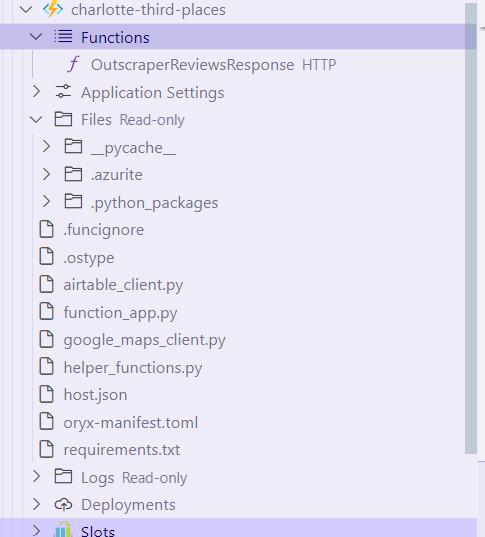 charlotte-third-places
Functions
OutscraperReviewsResponse HTTP
Application Settings
Files Read-only
__pycache__
.azurite
.python_packages
.funcignore
.ostype
airtable_client.py
function_app.py
google_maps_client.py
helper_functions.py
host.json
oryx-manifest.toml
requirements.txt
Logs Read-only
Deployments
Slots